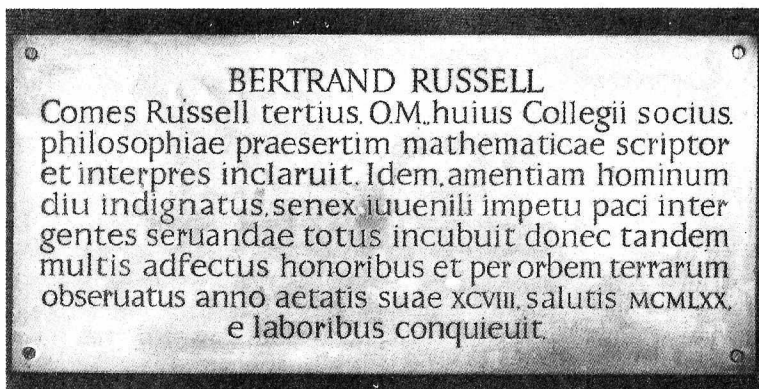 BERTRAND RUSSELL
Comes Russell tertius, O.M., huius Collegii socius,
philosophiae praesertim mathematicae scriptor
et interpres inclaruit. Idem, amentiam hominum
diu indignatus, senex iuuenili impetu paci inter
gentes seruandae totus incubuit donec tandem
multis adfectus honoribus et per orbem terrarum
obseruatus anno aetatis suae XCVIII, salutis MCMLXX,
e laboribus conquieuit.